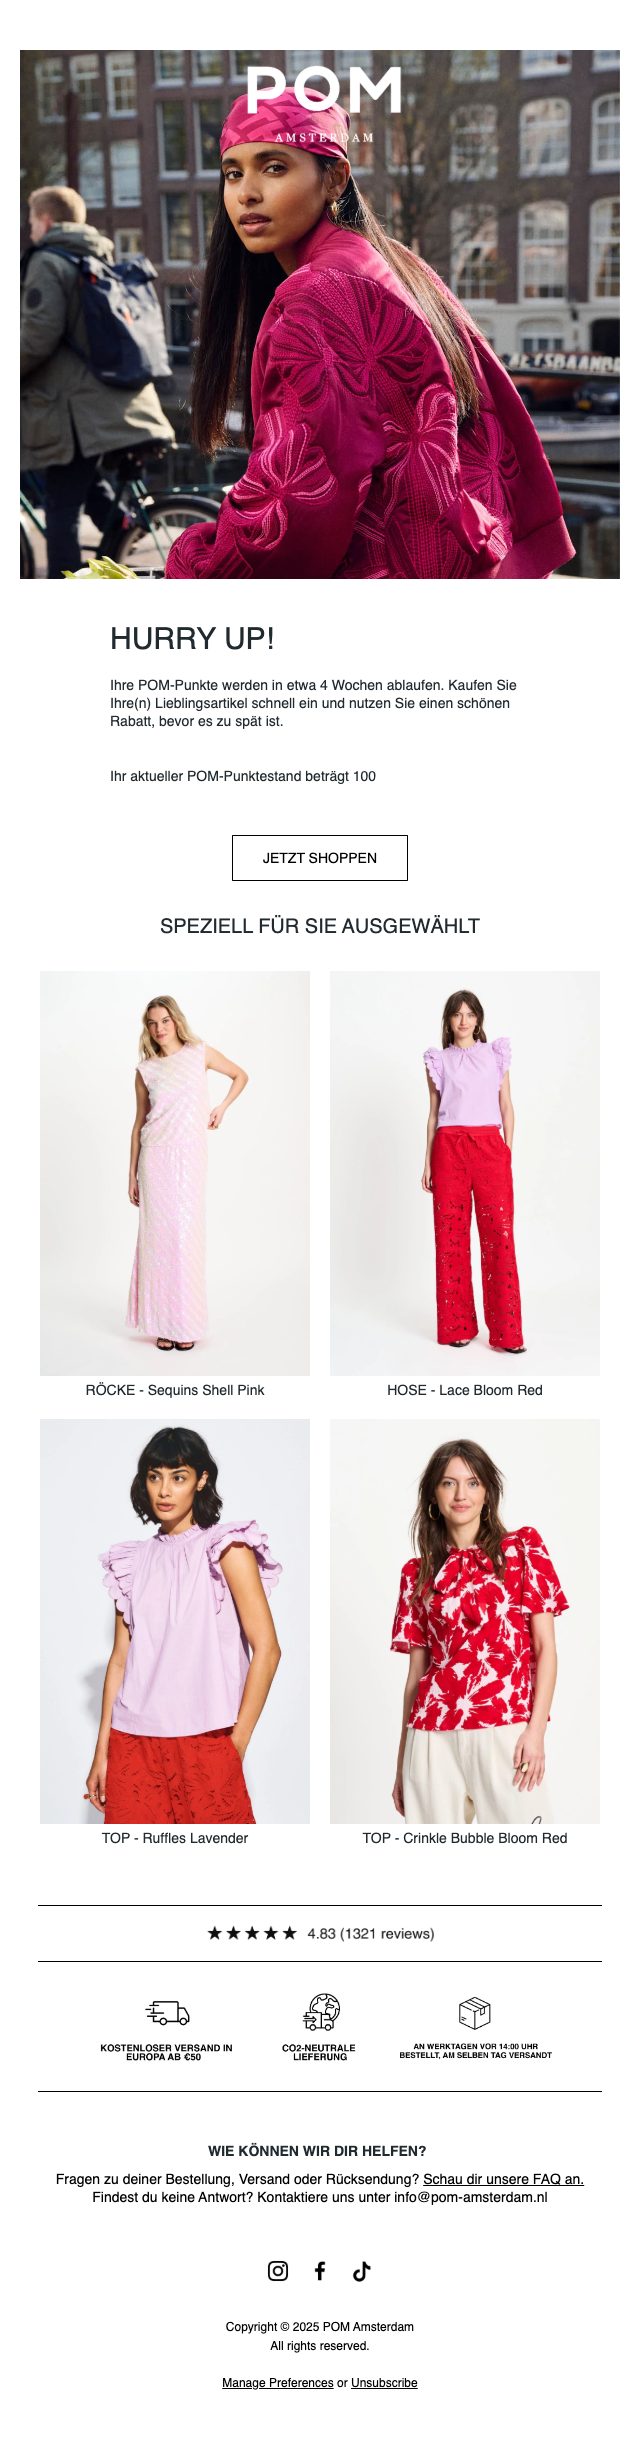 POM
AMSTERDAM
HURRY UP!
Ihre POM-Punkte werden in etwa 4 Wochen ablaufen. Kaufen Sie
Ihre(n) Lieblingsartikel schnell ein und nutzen Sie einen schönen
Rabatt, bevor es zu spät ist.
Ihr aktueller POM-Punktestand beträgt 100
JETZT SHOPPEN
SPEZIELL FÜR SIE AUSGEWÄHLT
RÖCKE - Sequins Shell Pink
HOSE - Lace Bloom Red
TOP - Ruffles Lavender
TOP - Crinkle Bubble Bloom Red
★★★★★ 4.83 (1321 reviews)
KOSTENLOSER VERSAND IN
EUROPA AB €50
CO2-NEUTRALE
LIEFERUNG
AN WERKTAGEN VOR 14:00 UHR
BESTELLT, AM SELBEN TAG VERSANDT
WIE KÖNNEN WIR DIR HELFEN?
Fragen zu deiner Bestellung, Versand oder Rücksendung? Schau dir unsere FAQ an.
Findest du keine Antwort? Kontaktiere uns unter info@pom-amsterdam.nl
Copyright © 2025 POM Amsterdam
All rights reserved.
Manage Preferences or Unsubscribe